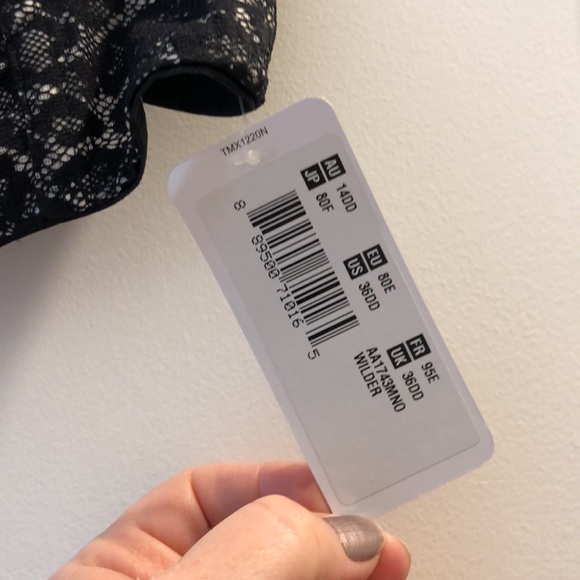 TMX1220N
AU 14DD
JP 80F
EU 80E
US 36DD
FR 95E
UK 36DD
AA1743MNO
WILDER
8 89500 71016 5